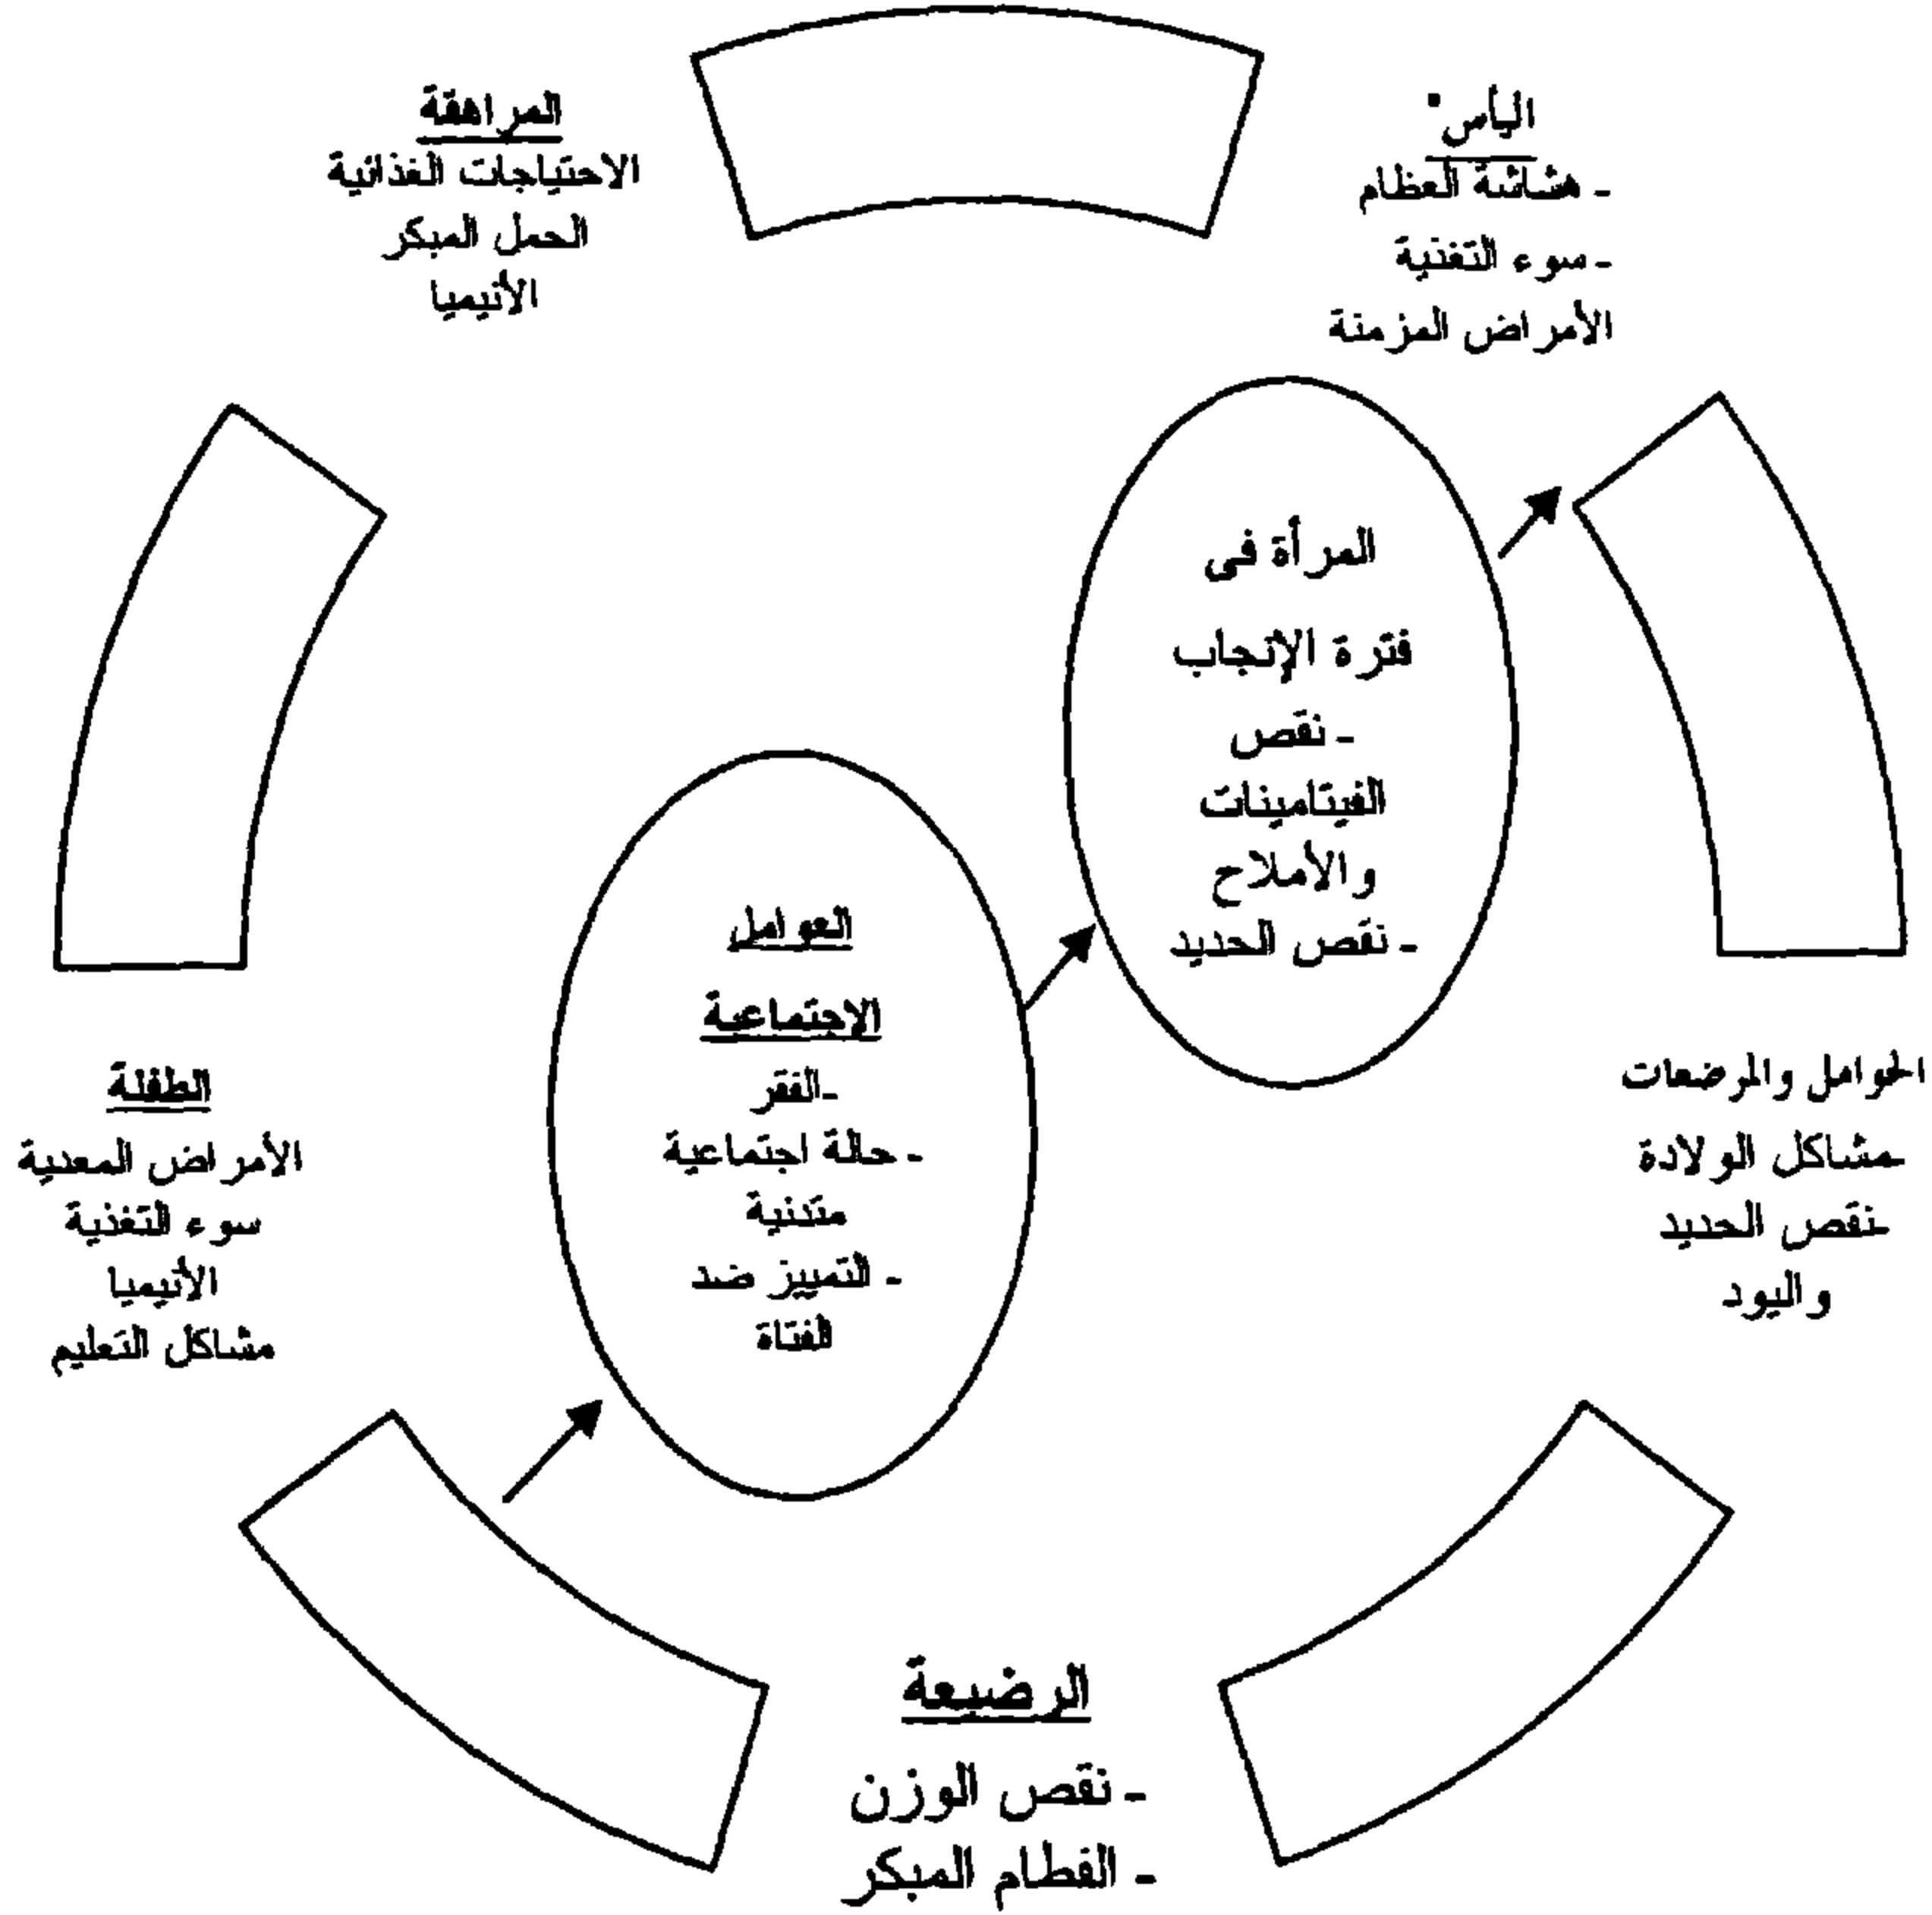 المراهقة
الاحتياجات الغذائية
الحمل المبكر
الأنيميا
اليأس
- هشاشة العظام
- سوء التغذية
الأمراض المزمنة
المرأة فى
فترة الإنجاب
- نقص
الفيتامينات
والأملاح
- نقص الحديد
العوامل
الاجتماعية
-الفقر
- حالة اجتماعية
متدنية
- التمييز ضد
الفتاة
الحوامل والمرضعات
-مشاكل الولادة
-نقص الحديد
واليود
الطفلة
الأمراض المعدية
سوء التغذية
الأنيميا
مشاكل التعليم
الرضيعة
- نقص الوزن
- الفطام المبكر